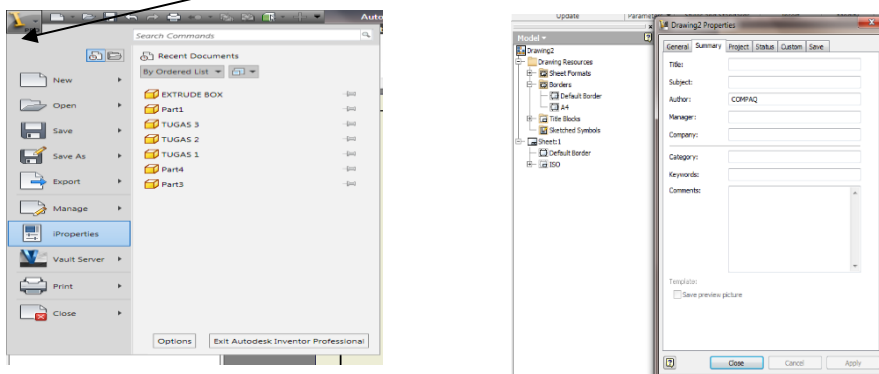 Auto
PRO
Search Commands
Recent Documents
By Ordered List
New
Open
Save
Save As
Export
Manage
iProperties
Vault Server
Print
Close
EXTRUDE BOX
Part1
TUGAS 3
TUGAS 2
TUGAS 1
Part4
Part3
Options
Exit Autodesk Inventor Professional
Update
Model
Drawing2
Drawing Resources
Sheet Formats
Borders
Default Border
A4
Title Blocks
Sketched Symbols
Sheet:1
Default Border
ISO
Drawing2 Properties
General Summary Project Status Custom Save
Title:
Subject:
Author: COMPAQ
Manager:
Company:
Category:
Keywords:
Comments:
Template:
Save preview picture
Close Cancel Apply